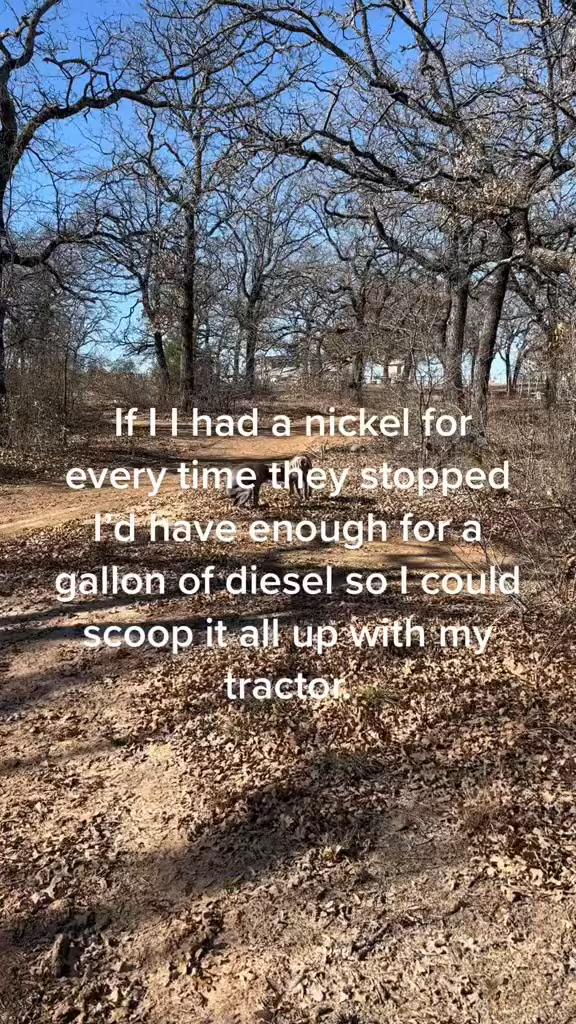 If I I had a nickel for
every time they stopped
I'd have enough for a
gallon of diesel so I could
scoop it all up with my
tractor.